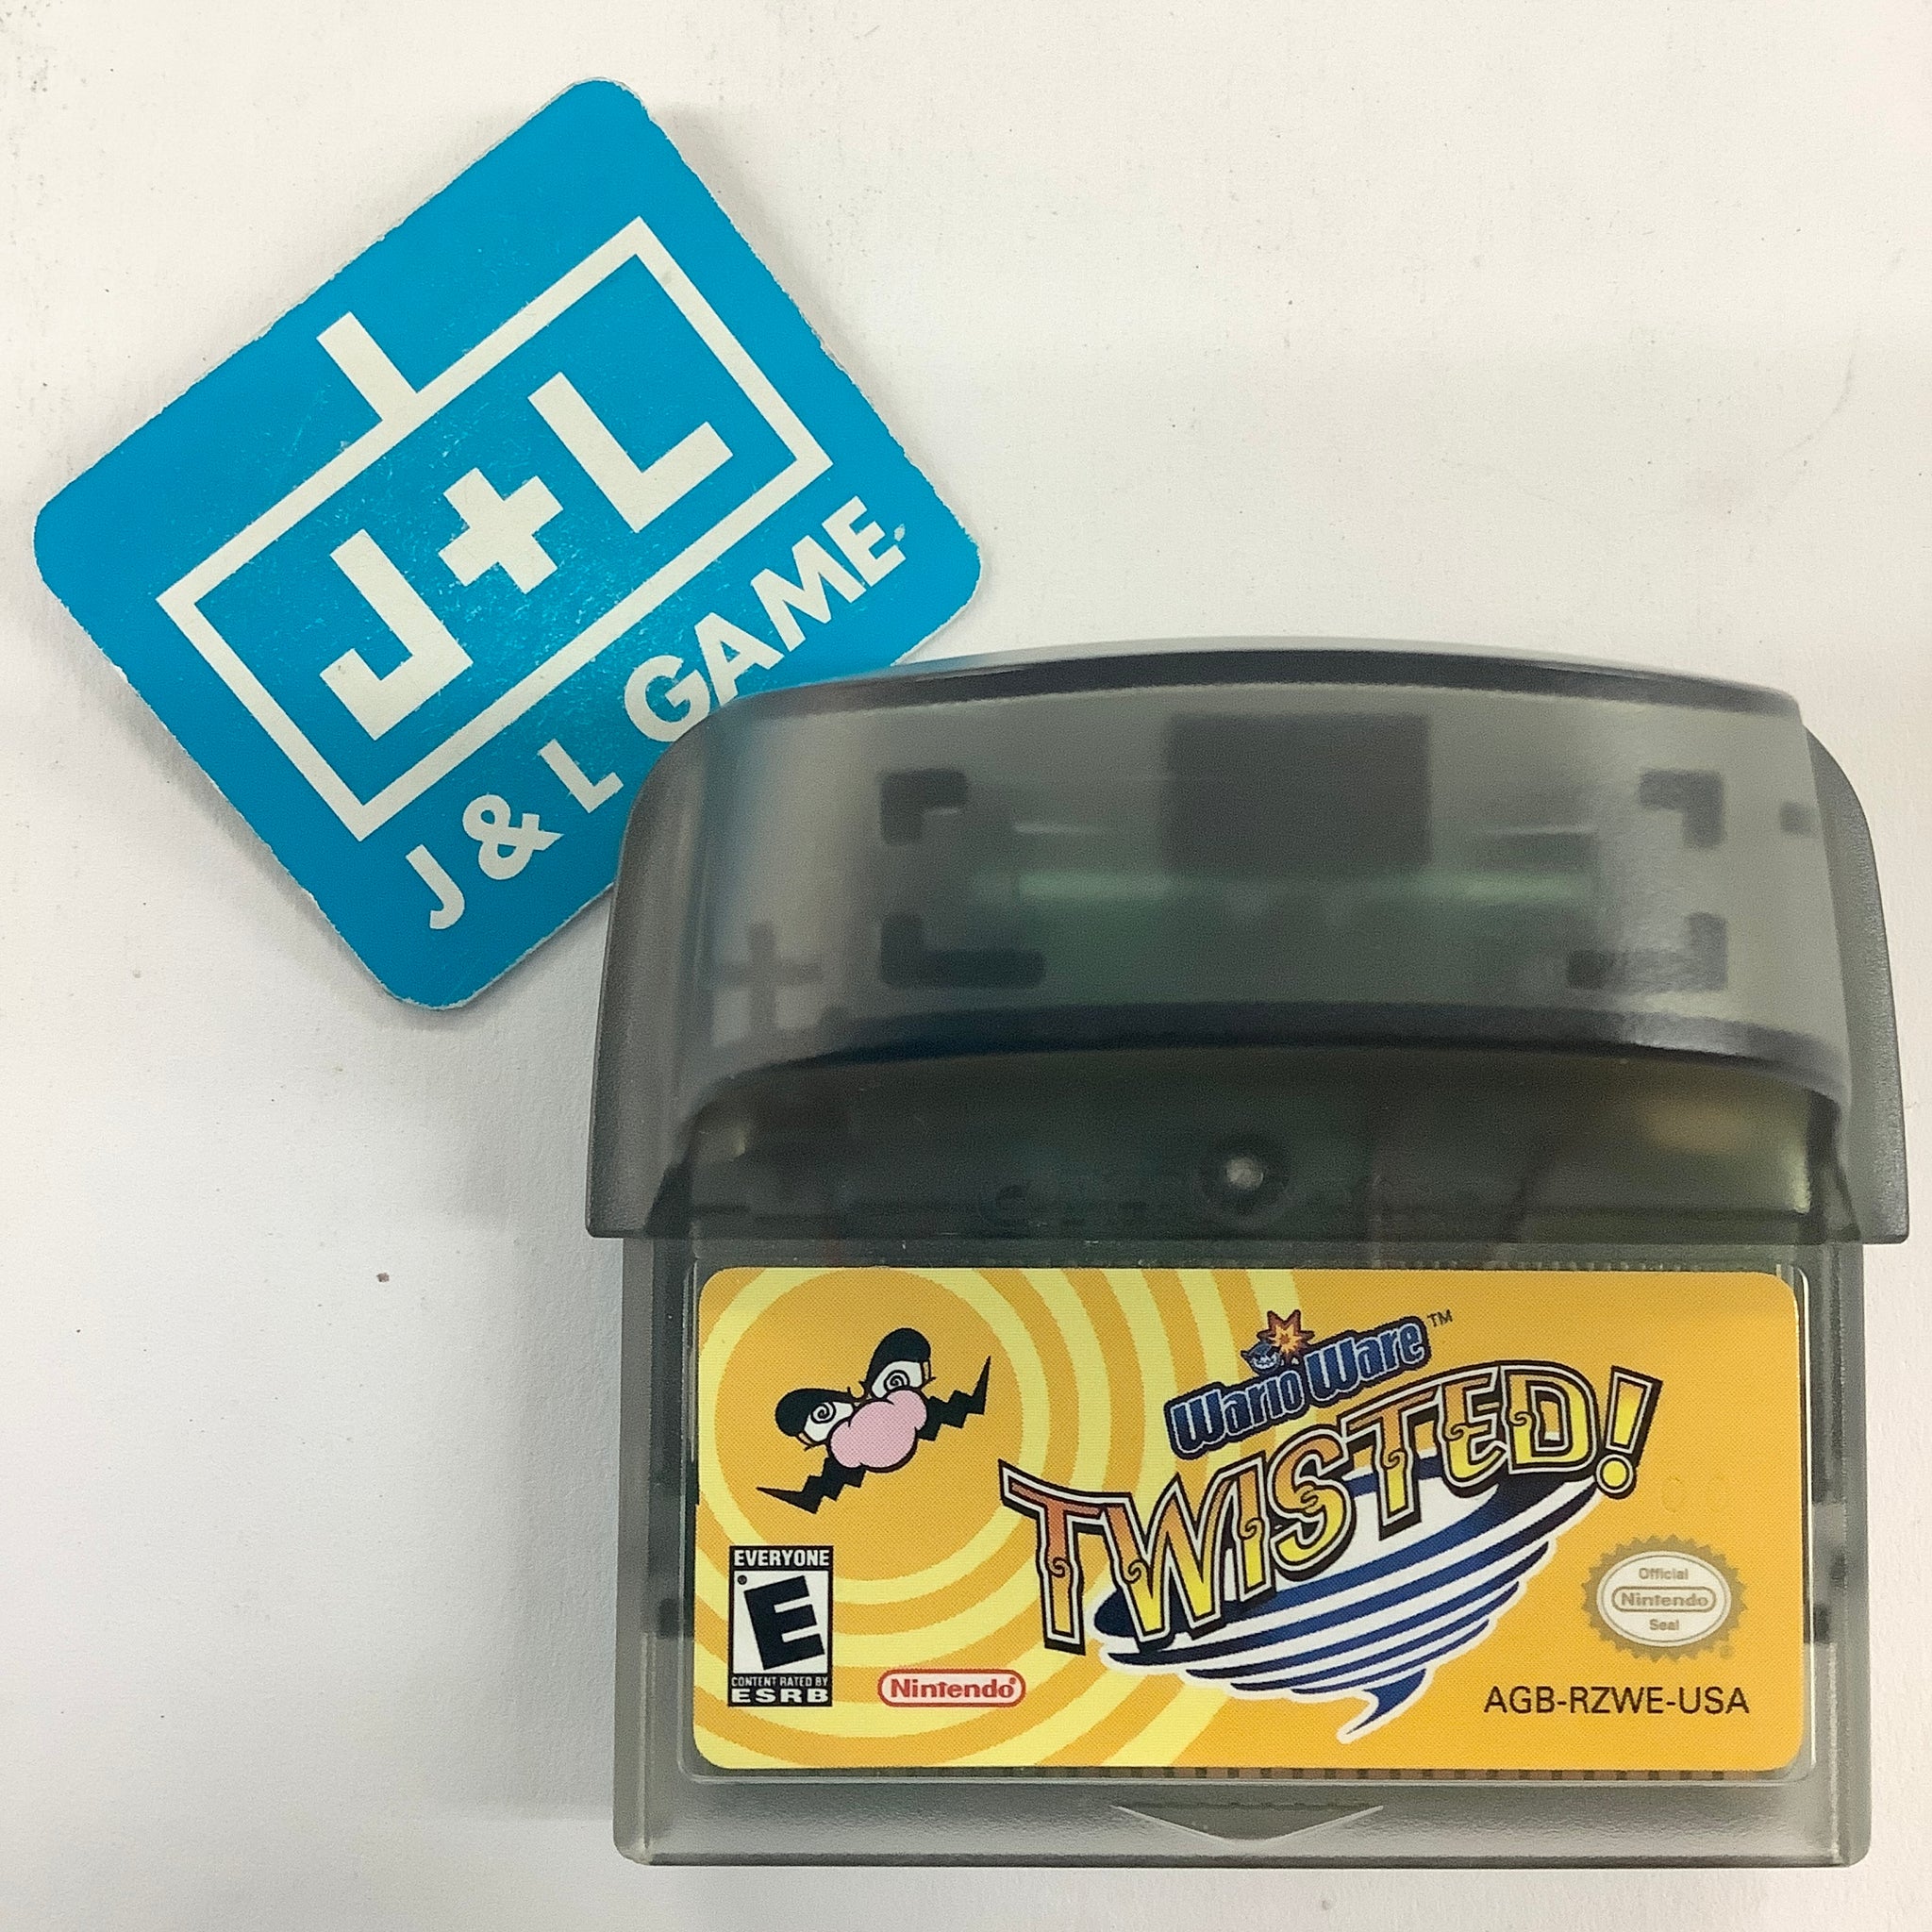 J+L
J & L GAME
WarioWare™
TWISTED!
EVERYONE
E
CONTENT RATED BY
ESRB
Nintendo®
Official
Nintendo
Seal
AGB-RZWE-USA